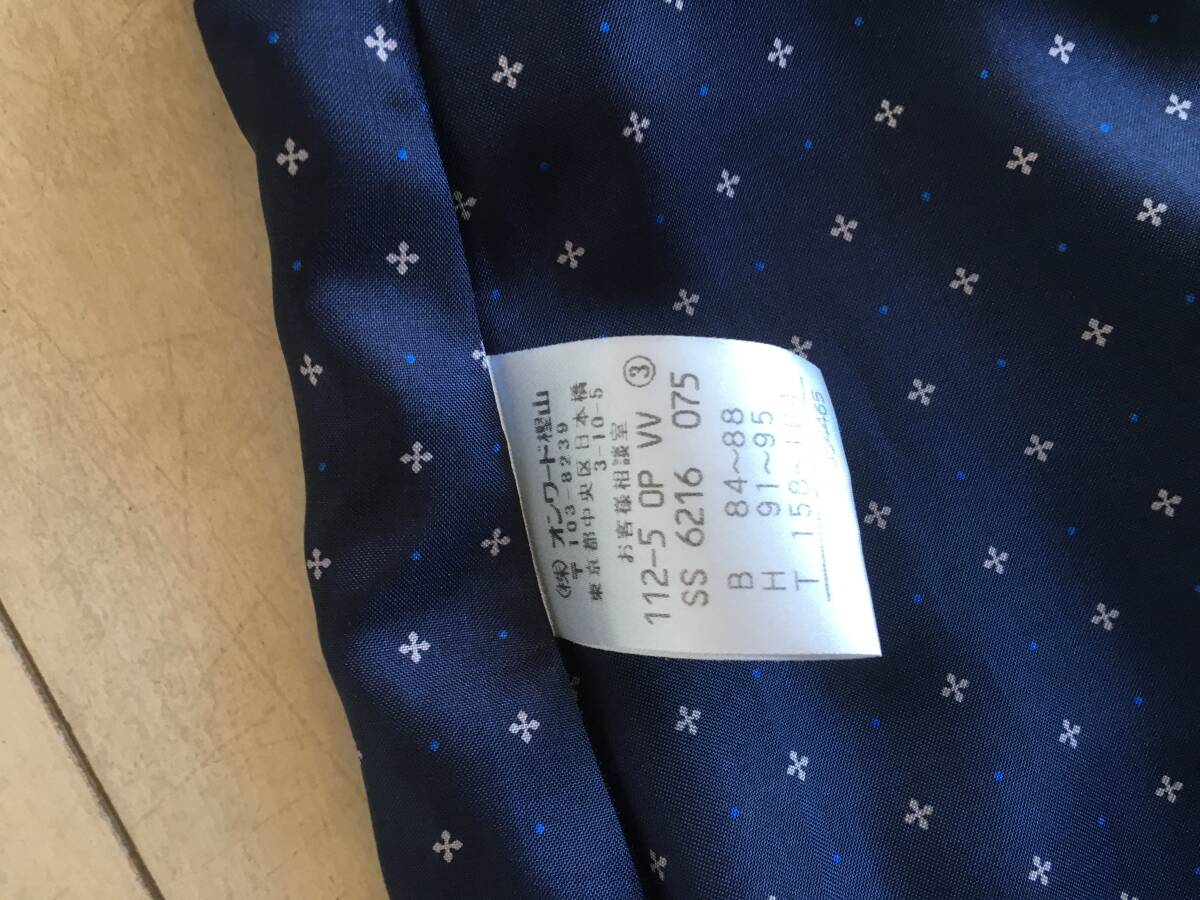 (株) オンワード樫山
〒 103-8239
東京都中央区日本橋
3-10-5
お客様相談室
112-5 OP VV ③
SS 6216 075
B 84~88
H 91~95
T 158~